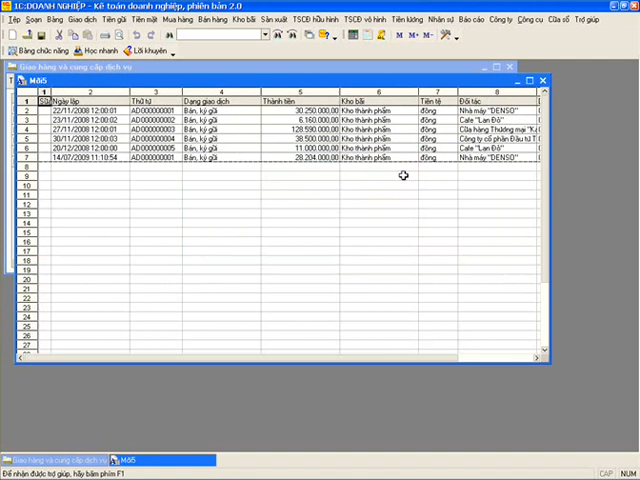 1C:DOANH NGHIỆP - Kế toán doanh nghiệp, phiên bản 2.0
Tệp Soạn Bảng Giao dịch Tiền gửi Tiền mặt Mua hàng Bán hàng Kho bãi Sản xuất TSCĐ hữu hình TSCĐ vô hình Tiền lương Nhân sự Báo cáo Công ty Công cụ Cửa sổ Trợ giúp
M M+ M-
Bảng chức năng Học nhanh Lời khuyên
Giao hàng và cung cấp dịch vụ
Mới5
1 2 3 4 5 6 7 8
1 Ngày lập Thứ tự Dạng giao dịch Thành tiền Kho bãi Tiền tệ Đối tác
2 22/11/2008 12:00:01 AD000000001 Bán, ký gửi 30.250.000,00 Kho thành phẩm đồng Nhà máy "DENSO"
3 23/11/2008 12:00:02 AD000000002 Bán, ký gửi 6.160.000,00 Kho thành phẩm đồng Cafe "Lan Đỏ"
4 27/11/2008 12:00:01 AD000000003 Bán, ký gửi 128.590.000,00 Kho thành phẩm đồng Cửa hàng Thương mại
5 30/11/2008 12:00:03 AD000000004 Bán, ký gửi 38.500.000,00 Kho thành phẩm đồng Công ty cổ phần Đầu tư T
6 20/12/2008 12:00:00 AD000000005 Bán, ký gửi 11.000.000,00 Kho thành phẩm đồng Cafe "Lan Đỏ"
7 14/07/2009 11:10:54 AD000000001 Bán, ký gửi 28.204.000,00 Kho thành phẩm đồng Nhà máy "DENSO"
8
9
10
11
12
13
14
15
16
17
18
19
20
21
22
23
24
25
26
Giao hàng và cung cấp dịch vụ Mới5
Để nhận được trợ giúp, hãy bấm phím F1 CAP NUM